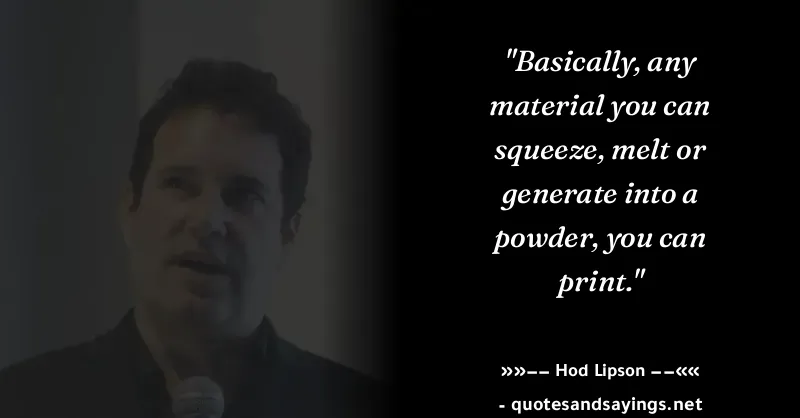 "Basically, any
material you can
squeeze, melt or
generate into a
powder, you can
print."
»»–– Hod Lipson ––««
- quotesandsayings.net